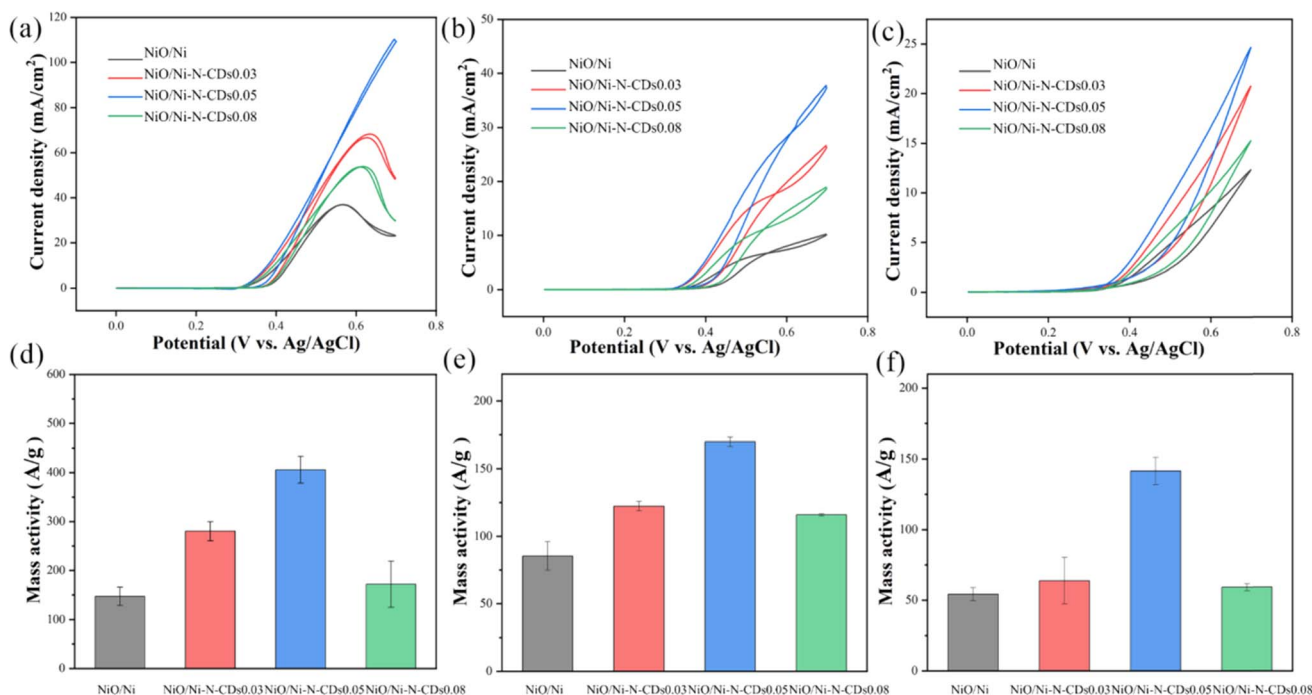 (a)
120
100
80
60
40
20
0
0.0 0.2 0.4 0.6 0.8
Current density (mA/cm²)
Potential (V vs. Ag/AgCl)
NiO/Ni
NiO/Ni-N-CDs0.03
NiO/Ni-N-CDs0.05
NiO/Ni-N-CDs0.08
(b)
50
40
30
20
10
0
0.0 0.2 0.4 0.6 0.8
Current density (mA/cm²)
Potential (V vs. Ag/AgCl)
NiO/Ni
NiO/Ni-N-CDs0.03
NiO/Ni-N-CDs0.05
NiO/Ni-N-CDs0.08
(c)
25
20
15
10
5
0
0.0 0.2 0.4 0.6 0.8
Current density (mA/cm²)
Potential (V vs. Ag/AgCl)
NiO/Ni
NiO/Ni-N-CDs0.03
NiO/Ni-N-CDs0.05
NiO/Ni-N-CDs0.08
(d)
600
500
400
300
200
150
100
50
0
Mass activity (A/g)
NiO/Ni NiO/Ni-N-CDs0.03 NiO/Ni-N-CDs0.05 NiO/Ni-N-CDs0.08
(e)
200
150
100
50
0
Mass activity (A/g)
NiO/Ni NiO/Ni-N-CDs0.03 NiO/Ni-N-CDs0.05 NiO/Ni-N-CDs0.08
(f)
200
150
100
50
0
Mass activity (A/g)
NiO/Ni NiO/Ni-N-CDs0.03 NiO/Ni-N-CDs0.05